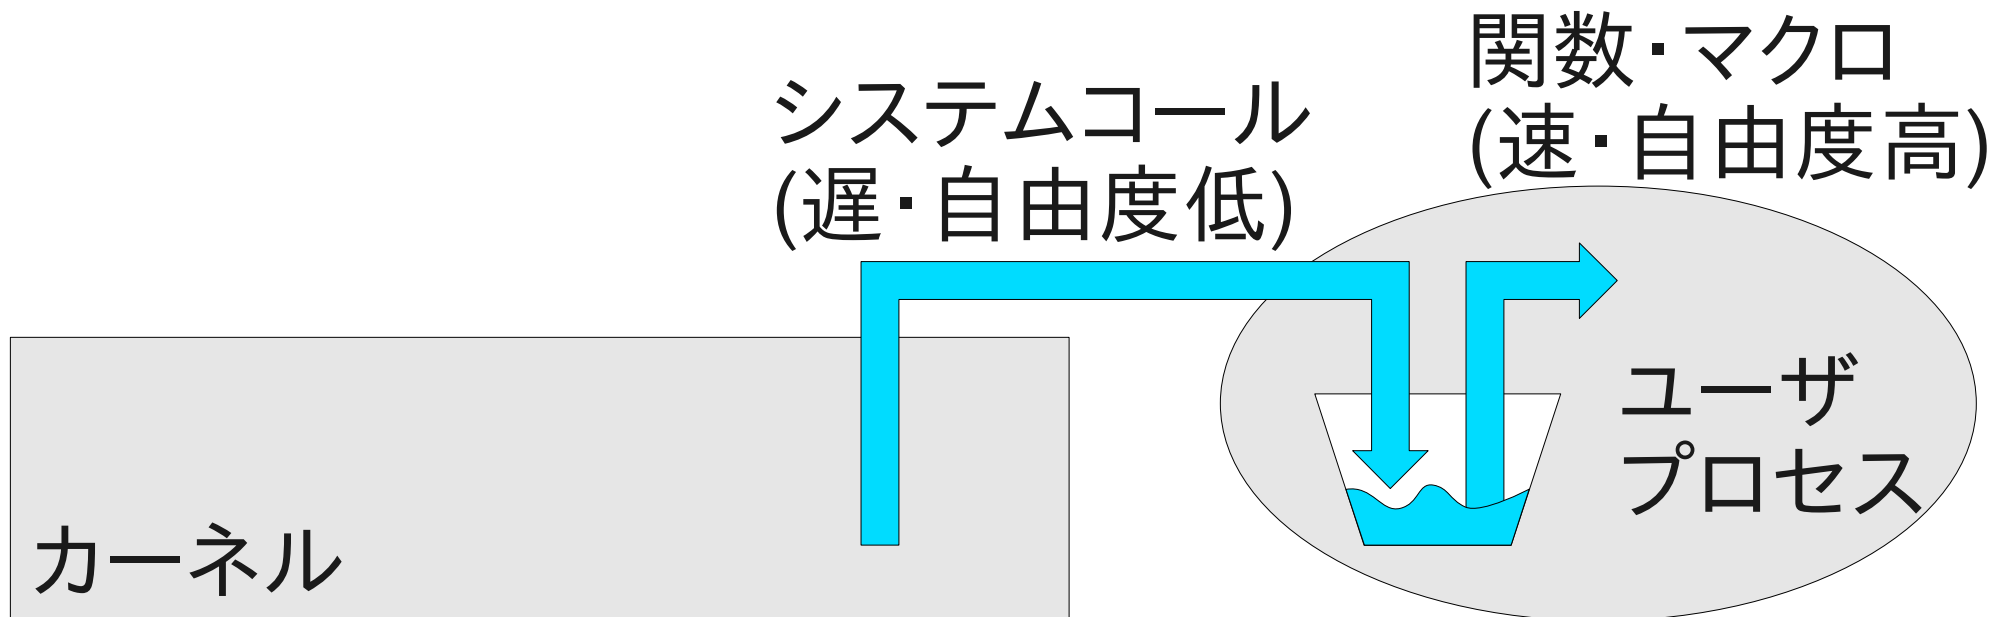 関数・マクロ
(速・自由度高)
システムコール
(遅・自由度低)
ユーザ
プロセス
カーネル